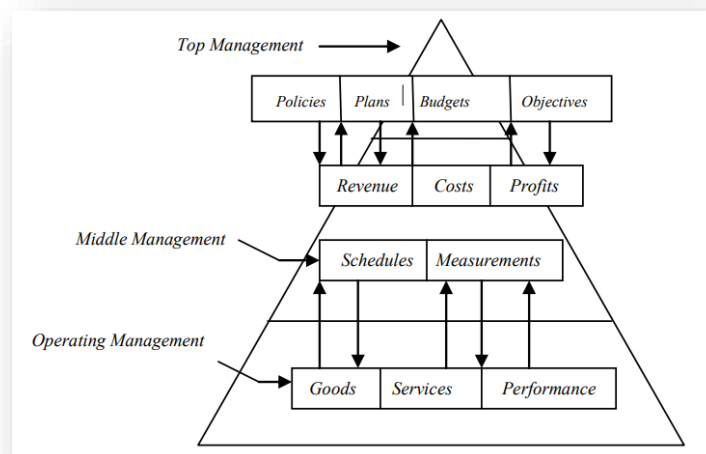 Top Management
Policies Plans Budgets Objectives
Revenue Costs Profits
Middle Management
Schedules Measurements
Operating Management
Goods Services Performance